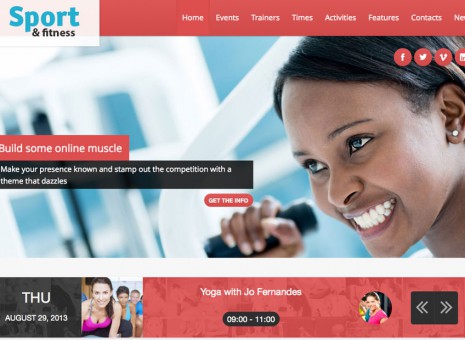 Sport
& fitness
Home Events Trainers Times Activities Features Contacts
Build some online muscle
Make your presence known and stamp out the competition with a
theme that dazzles
GET THE INFO
THU
AUGUST 29, 2013
Yoga with Jo Fernandes
09:00 - 11:00